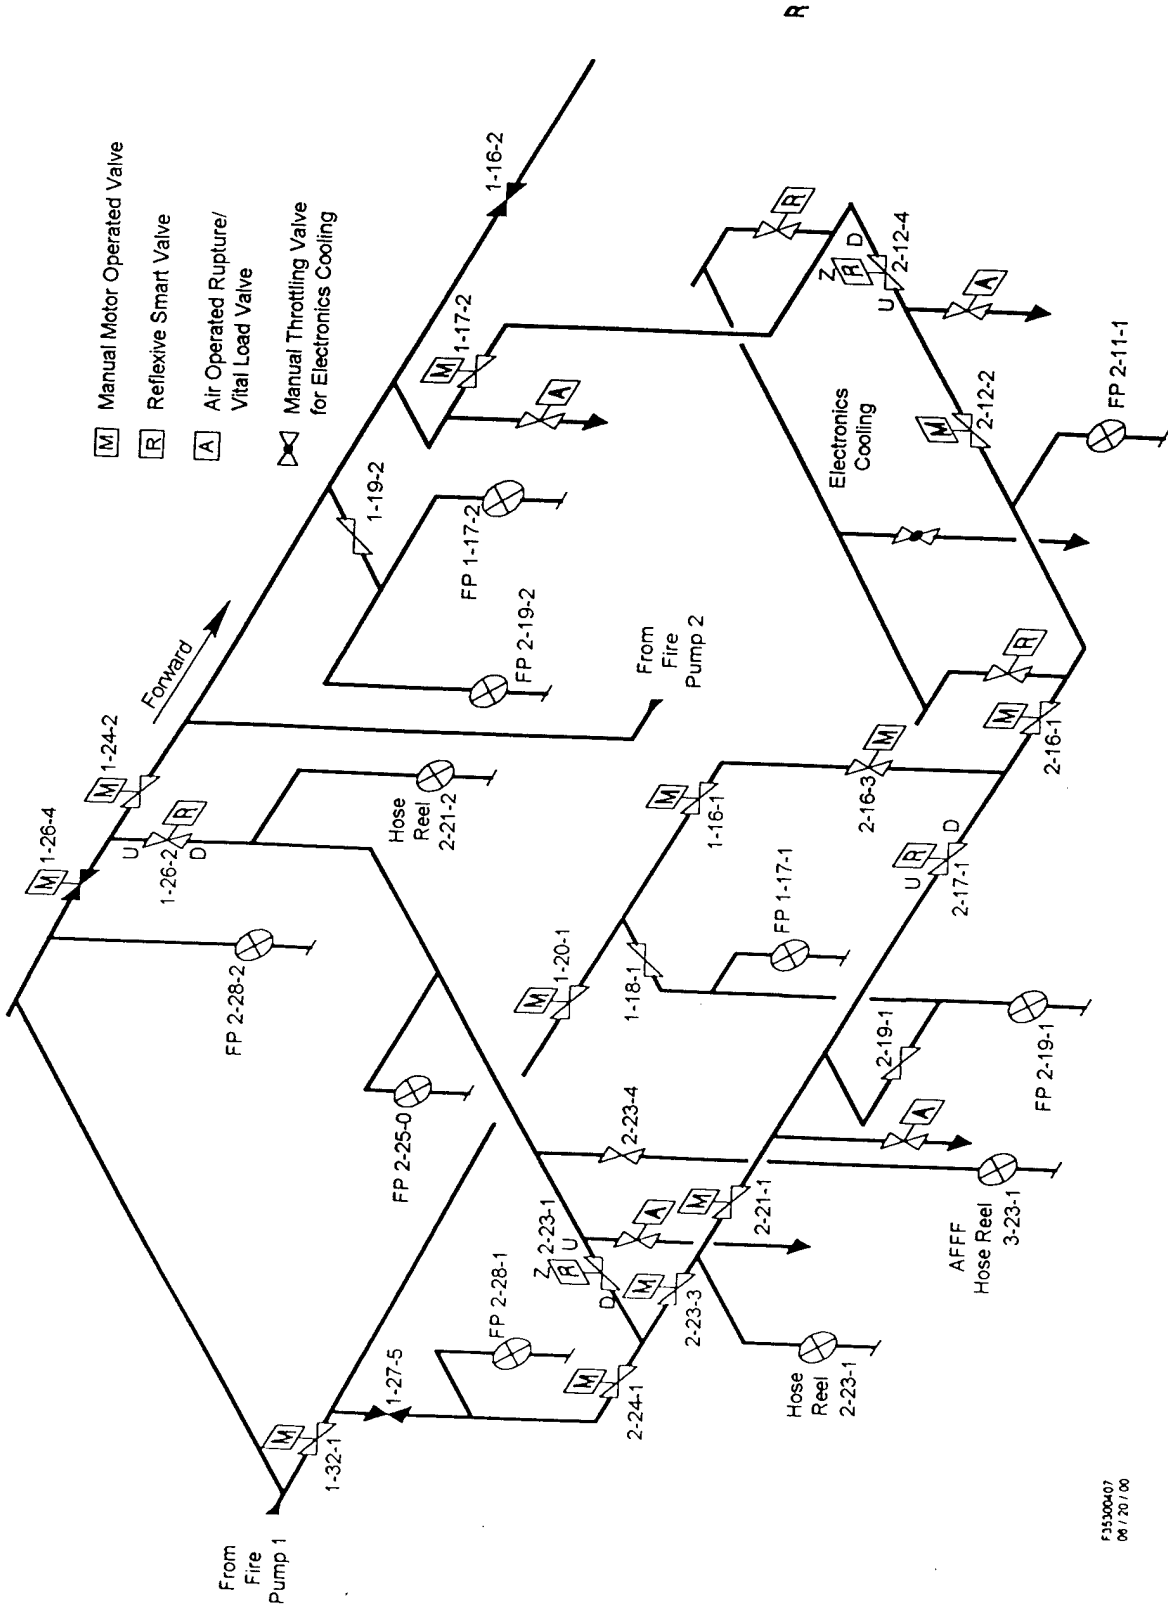 R
M Manual Motor Operated Valve
R Reflexive Smart Valve
A Air Operated Rupture/
Vital Load Valve
Manual Throttling Valve
for Electronics Cooling
Forward
M 1-26-4
M 1-24-2
U
R
1-26-2
D
FP 2-28-2
Hose
Reel
2-21-2
FP 2-25-0
From
Fire
Pump 2
1-19-2
FP 1-17-2
FP 2-19-2
1-16-2
M 1-17-2
A
R
Z
R
D
U
2-12-4
A
M
2-12-2
FP 2-11-1
Electronics
Cooling
R
M
2-16-1
M
2-16-3
M
1-16-1
M
1-20-1
1-18-1
FP 1-17-1
U
R
D
2-17-1
2-19-1
FP 2-19-1
A
2-23-4
M
2-21-1
AFFF
Hose Reel
3-23-1
Z
R
2-23-1
U
D
A
M
2-23-3
Hose
Reel
2-23-1
M
2-24-1
FP 2-28-1
1-27-5
M
1-32-1
From
Fire
Pump 1
F35300407
06 / 20 / 00